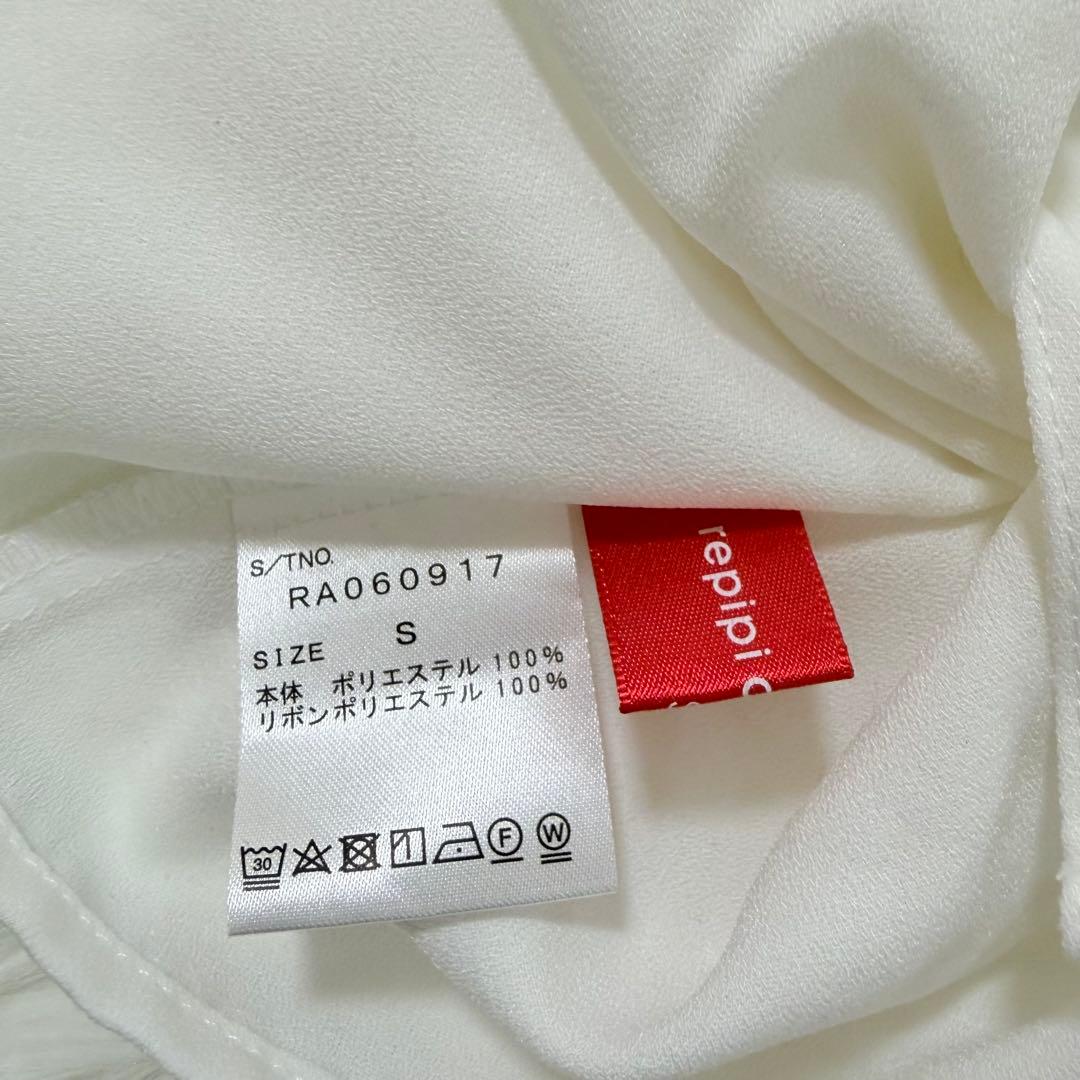 S/TNO.
RA060917
SIZE S
本体 ポリエステル 100%
リボンポリエステル 100%
30
F
W
repipi